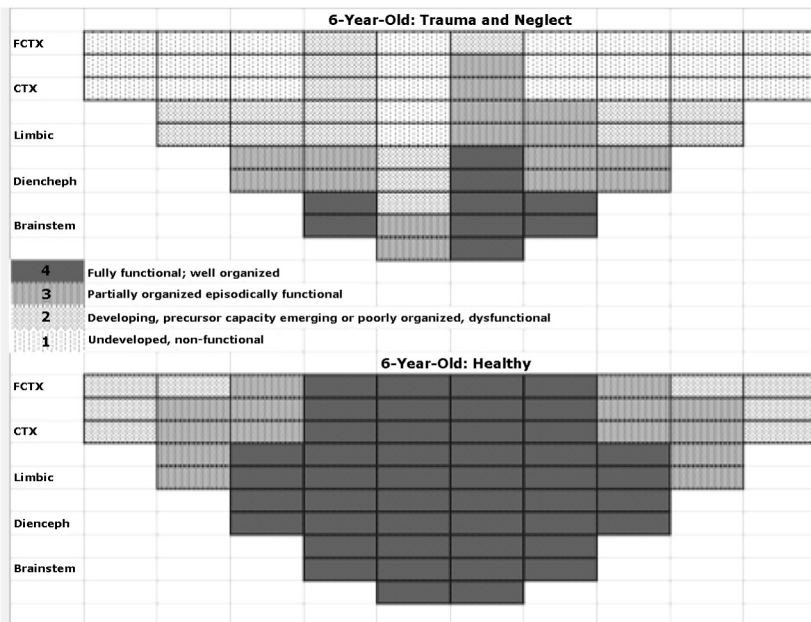 6-Year-Old: Trauma and Neglect
FCTX
CTX
Limbic
Diencheph
Brainstem
4 Fully functional; well organized
3 Partially organized episodically functional
2 Developing, precursor capacity emerging or poorly organized, dysfunctional
1 Undeveloped, non-functional
6-Year-Old: Healthy
FCTX
CTX
Limbic
Dienceph
Brainstem